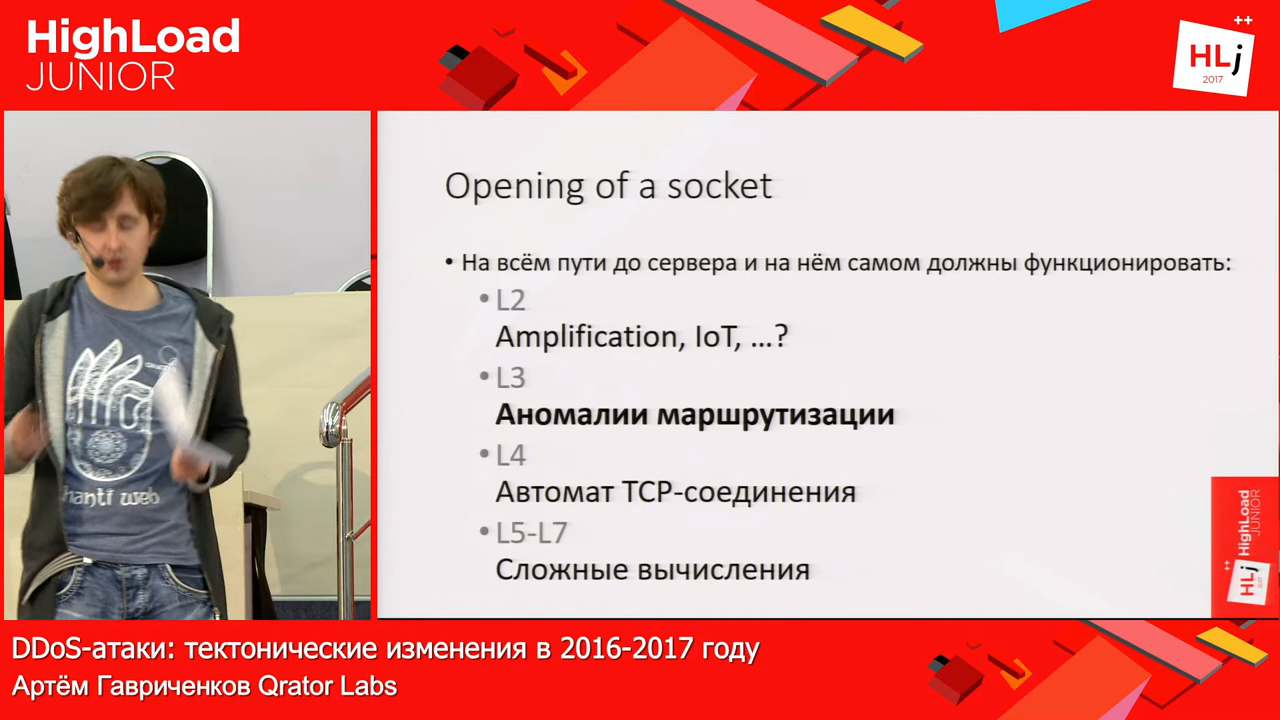 HighLoad
JUNIOR
++
HLj
2017
Opening of a socket
• На всём пути до сервера и на нём самом должны функционировать:
• L2
Amplification, IoT, ...?
• L3
Аномалии маршрутизации
• L4
Автомат TCP-соединения
• L5-L7
Сложные вычисления
shanti web
HighLoad
JUNIOR
++
HLj
DDoS-атаки: тектонические изменения в 2016-2017 году
Артём Гавриченков Qrator Labs